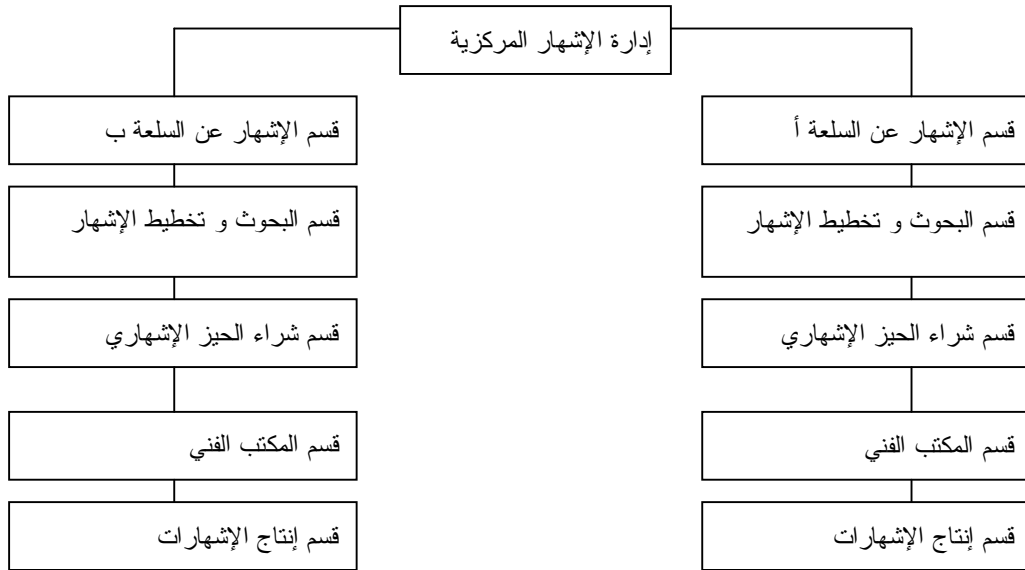 إدارة الإشهار المركزية
قسم الإشهار عن السلعة أ
قسم الإشهار عن السلعة ب
قسم البحوث و تخطيط الإشهار
قسم البحوث و تخطيط الإشهار
قسم شراء الحيز الإشهاري
قسم شراء الحيز الإشهاري
قسم المكتب الفني
قسم المكتب الفني
قسم إنتاج الإشهارات
قسم إنتاج الإشهارات